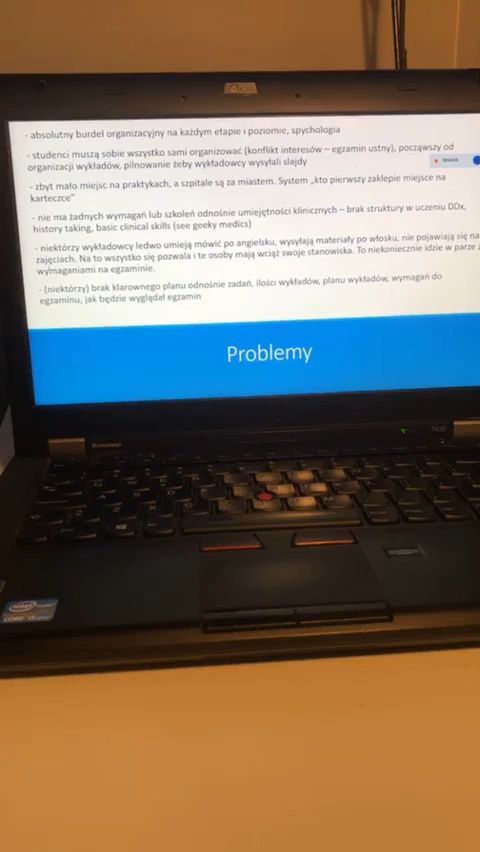 - absolutny burdel organizacyjny na każdym etapie i poziomie, spychologia
- studenci muszą sobie wszystko sami organizować (konflikt interesów – egzamin ustny), począwszy od
organizacji wykładów, pilnowanie żeby wykładowcy wysyłali slajdy
- zbyt mało miejsc na praktykach, a szpitale są za miastem. System „kto pierwszy zaklepie miejsce na
karteczce"
- nie ma żadnych wymagań lub szkoleń odnośnie umiejętności klinicznych – brak struktury w uczeniu DDx,
history taking, basic clinical skills (see geeky medics)
- niektórzy wykładowcy ledwo umieją mówić po angielsku, wysyłają materiały po włosku, nie pojawiają się na
zajęciach. Na to wszystko się pozwala i te osoby mają wciąż swoje stanowiska. To niekoniecznie idzie w parze z
wymaganiami na egzaminie.
- (niektórzy) brak klarownego planu odnośnie zadań, ilości wykładów, planu wykładów, wymagań do
egzaminu, jak będzie wyglądał egzamin
Problemy
lenovo
T430
intel
CORE i5